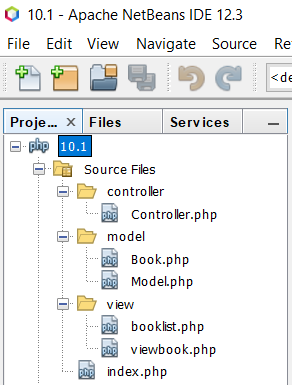 10.1 - Apache NetBeans IDE 12.3
File Edit View Navigate Source
<de
Proje... × Files Services
php 10.1
Source Files
controller
Controller.php
model
Book.php
Model.php
view
booklist.php
viewbook.php
index.php